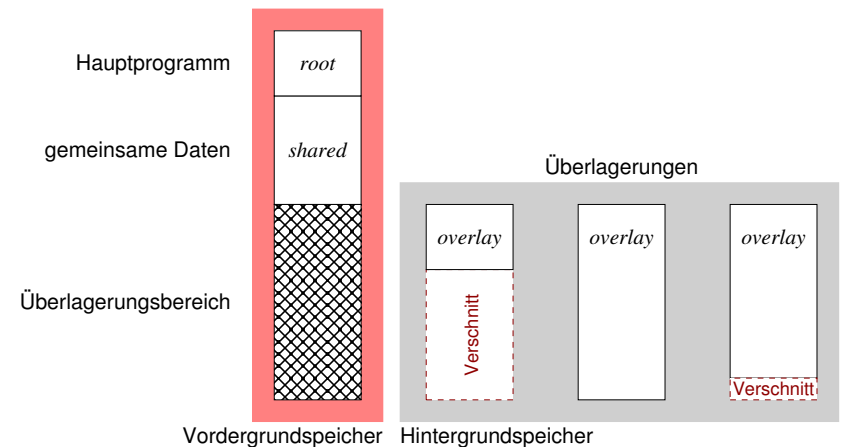 Hauptprogramm
root
gemeinsame Daten
shared
Überlagerungen
overlay
overlay
overlay
Überlagerungsbereich
Verschnitt
Verschnitt
Vordergrundspeicher
Hintergrundspeicher